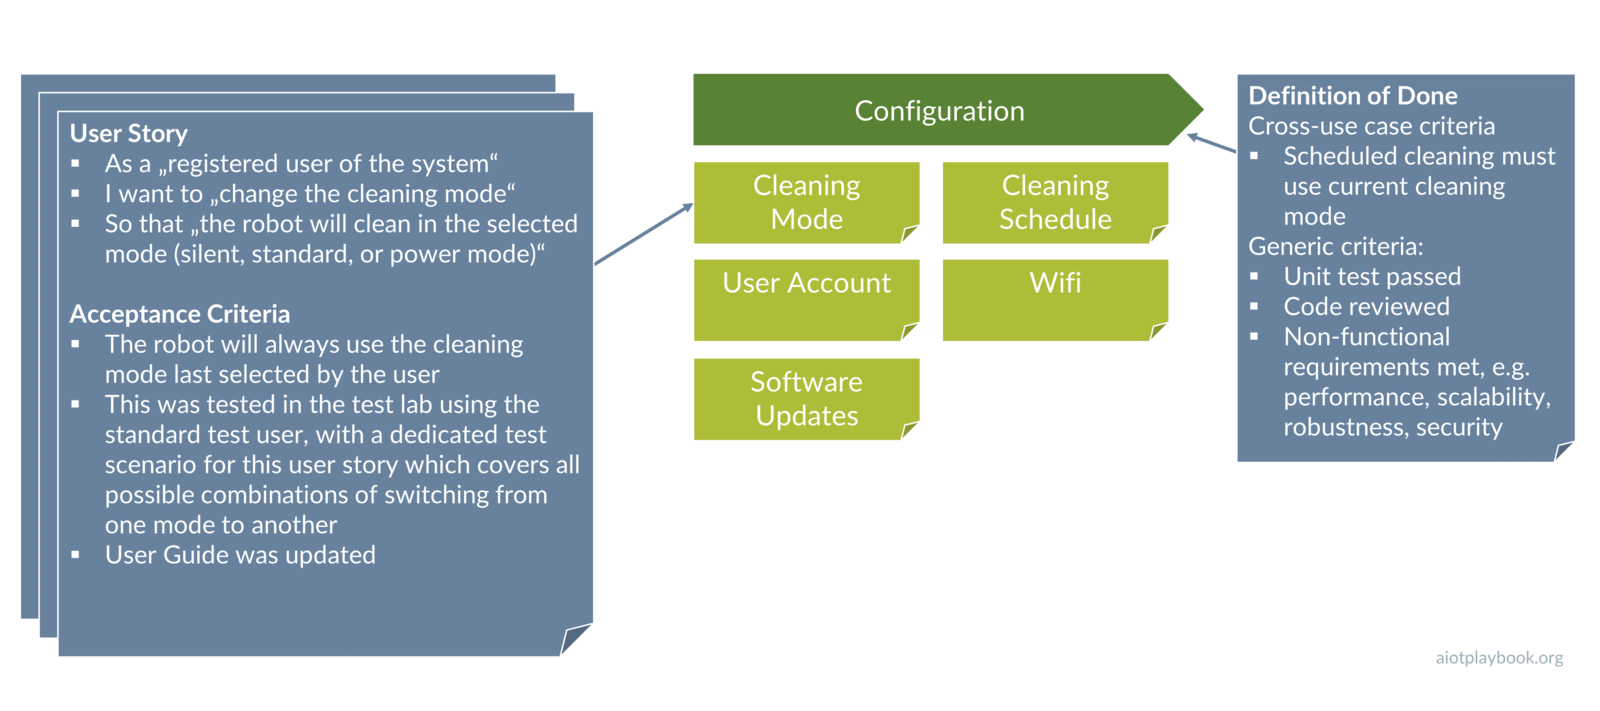 User Story
▪ As a „registered user of the system“
▪ I want to „change the cleaning mode“
▪ So that „the robot will clean in the selected
mode (silent, standard, or power mode)“
Acceptance Criteria
▪ The robot will always use the cleaning
mode last selected by the user
▪ This was tested in the test lab using the
standard test user, with a dedicated test
scenario for this user story which covers all
possible combinations of switching from
one mode to another
▪ User Guide was updated
Configuration
Cleaning
Mode
Cleaning
Schedule
User Account
Wifi
Software
Updates
Definition of Done
Cross-use case criteria
▪ Scheduled cleaning must
use current cleaning
mode
Generic criteria:
▪ Unit test passed
▪ Code reviewed
▪ Non-functional
requirements met, e.g.
performance, scalability,
robustness, security
aiotplaybook.org